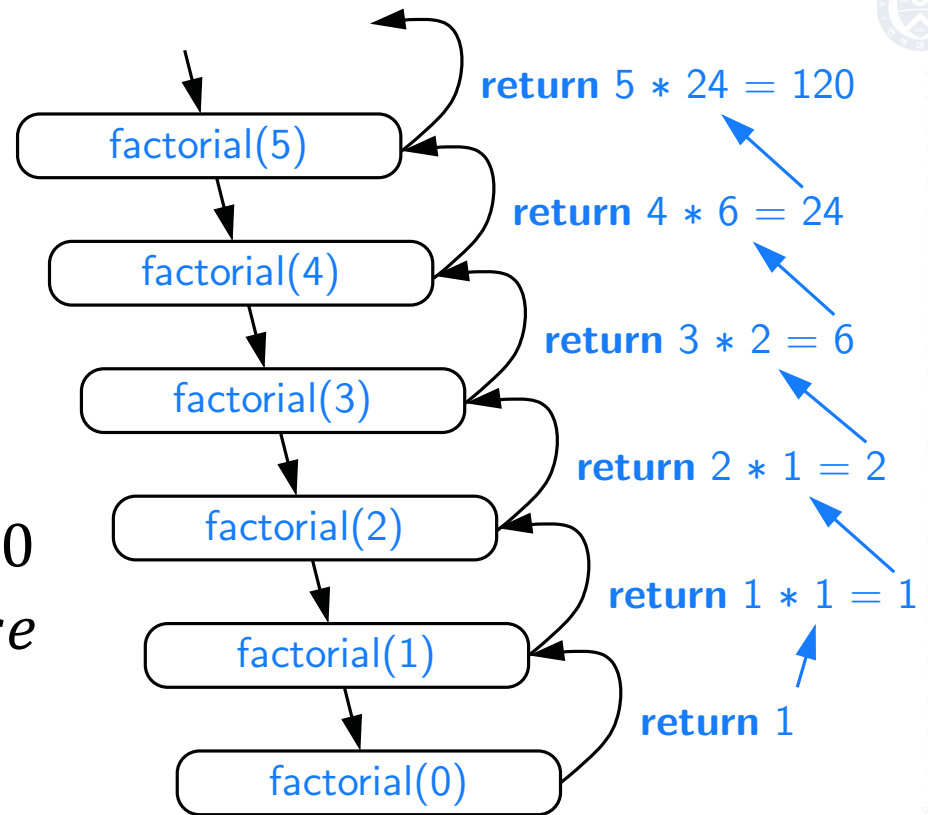 return 5 * 24 = 120
factorial(5)
return 4 * 6 = 24
factorial(4)
return 3 * 2 = 6
factorial(3)
return 2 * 1 = 2
factorial(2)
0
return 1 * 1 = 1
factorial(1)
return 1
factorial(0)